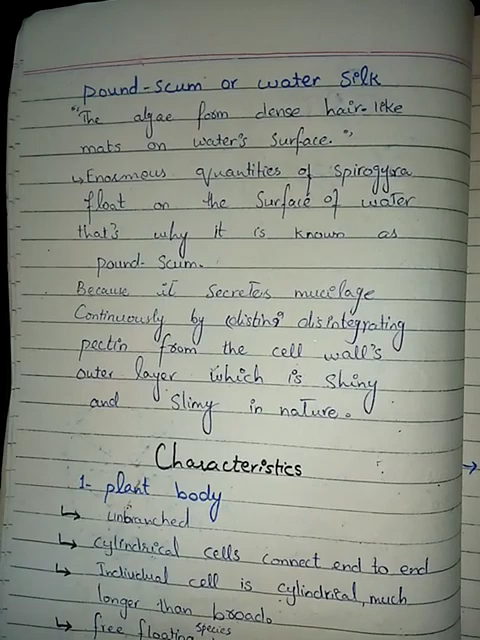 pound-scum or water silk
"The algae form dense hair-like
mats on water's surface."
↳ Enormous quantities of spirogyra
float on the surface of water
that's why it is known as
pound-scum.
Because it secretes mucilage
Continuously by disintegrating
pectin from the cell wall's
outer layer which is shiny
and slimy in nature.
Characteristics
1- plant body
↳ unbranched
↳ cylindrical cells connect end to end
↳ Individual cell is cylindrical, much
longer than broad.
↳ free floating species